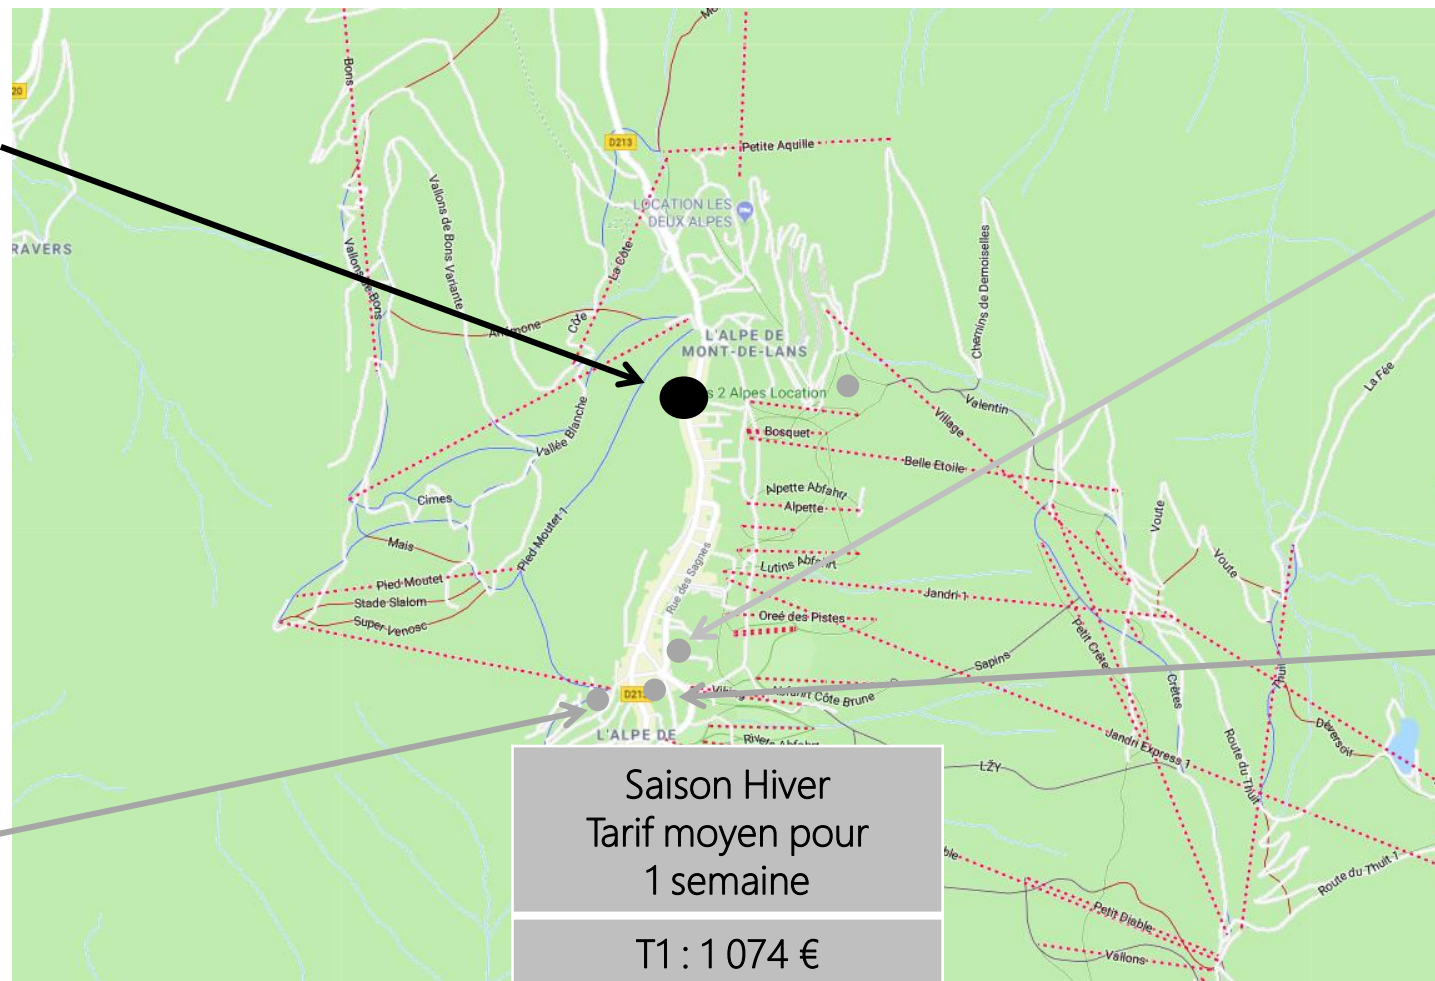 20
Bons
D213
Petite Aquille
Vallons de Bons Variante
LOCATION LES
DEUX ALPES
RAVERS
Vallons de Bons
La Côte
Chemins de Demoiselles
Anémone
Côte
L'ALPE DE
MONT-DE-LANS
La Fée
s 2 Alpes Location
Valentin
Village
Vallée Blanche
Bosquet
Belle Etoile
Cimes
Alpette Abfahrt
Alpette
Voute
Pied Moutet 1
Mais
Rue des Sagnes
Lutins Abfahrt
Voute
Pied Moutet
Stade Slalom
Jandri 1
Super Venosc
Oreé des Pistes
Petit Crêtes
Sapins
Thuit
Crêtes
Abfahrt Côte Brune
L'ALPE DE
Déversoir
Jandri Express 1
Route du Thuit
LŽY
Saison Hiver
Tarif moyen pour
1 semaine
T1 : 1 074 €
Route du Thuit 1
Petit Diable
Vallons